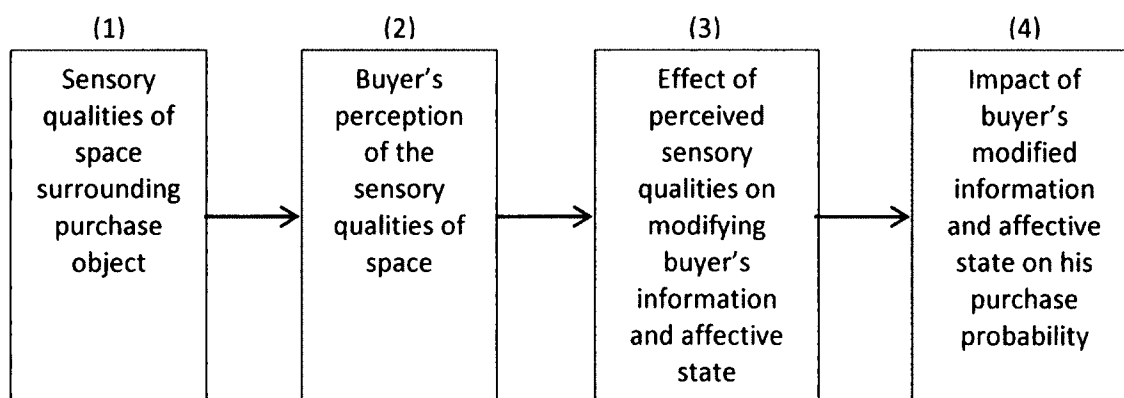 (1)
Sensory
qualities of
space
surrounding
purchase
object
(2)
Buyer's
perception
of the
sensory
qualities of
space
(3)
Effect of
perceived
sensory
qualities on
modifying
buyer's
information
and affective
state
(4)
Impact of
buyer's
modified
information
and affective
state on his
purchase
probability